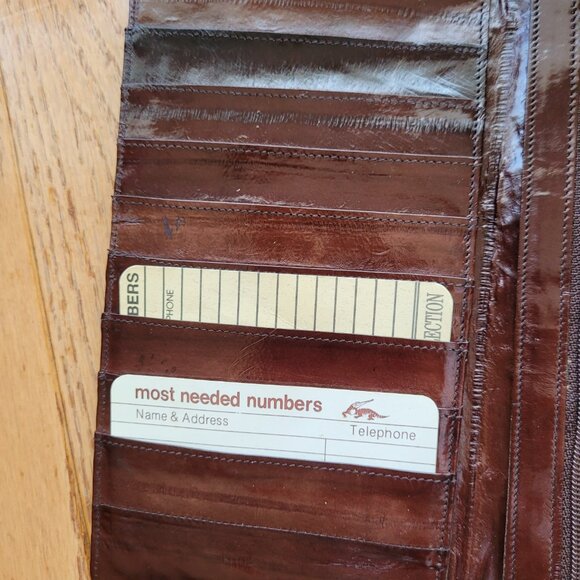 BERS
PHONE
ECTION
most needed numbers
Name & Address
Telephone